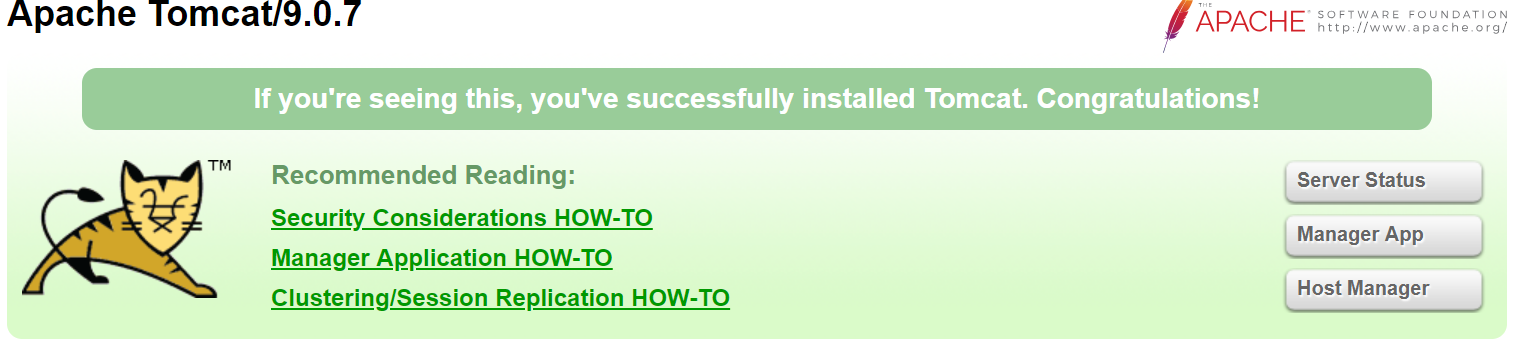 Apache Tomcat/9.0.7
THE
APACHE® SOFTWARE FOUNDATION
http://www.apache.org/
If you're seeing this, you've successfully installed Tomcat. Congratulations!
TM
Recommended Reading:
Security Considerations HOW-TO
Manager Application HOW-TO
Clustering/Session Replication HOW-TO
Server Status
Manager App
Host Manager